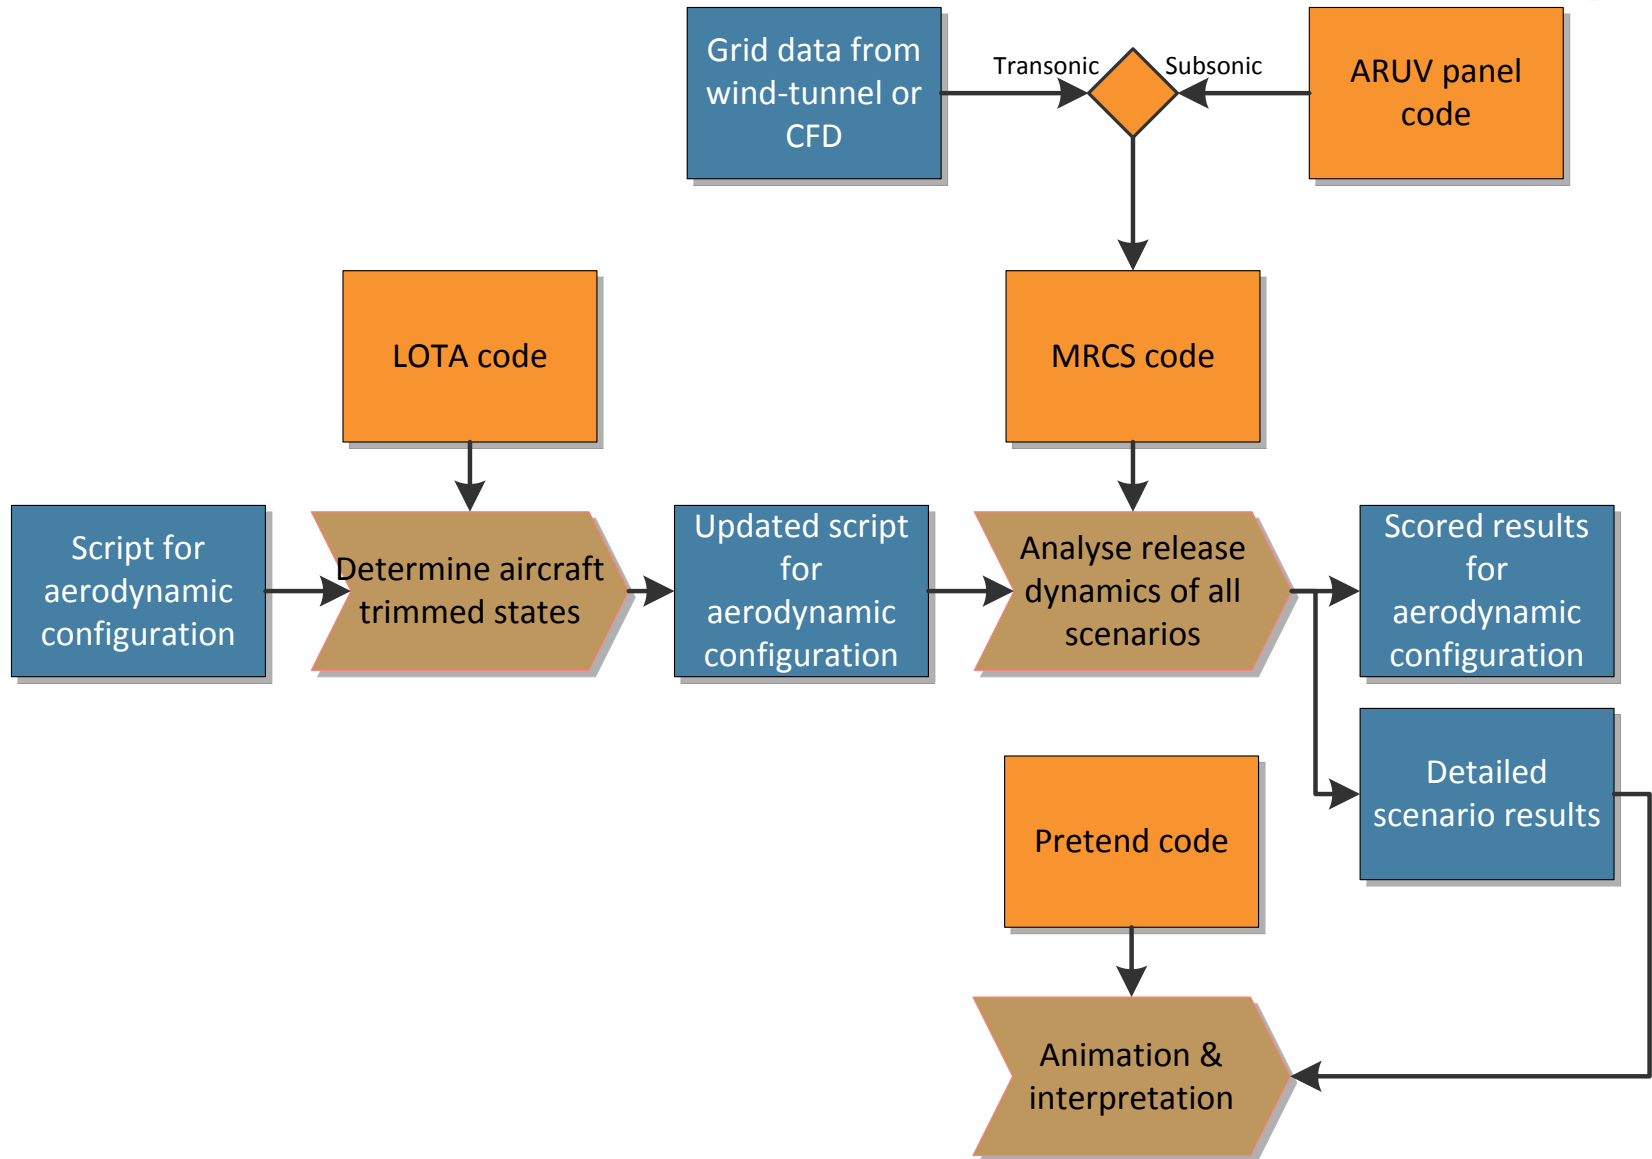 Grid data from
wind-tunnel or
CFD
Transonic
Subsonic
ARUV panel
code
LOTA code
MRCS code
Script for
aerodynamic
configuration
Determine aircraft
trimmed states
Updated script
for
aerodynamic
configuration
Analyse release
dynamics of all
scenarios
Scored results
for
aerodynamic
configuration
Detailed
scenario results
Pretend code
Animation &
interpretation